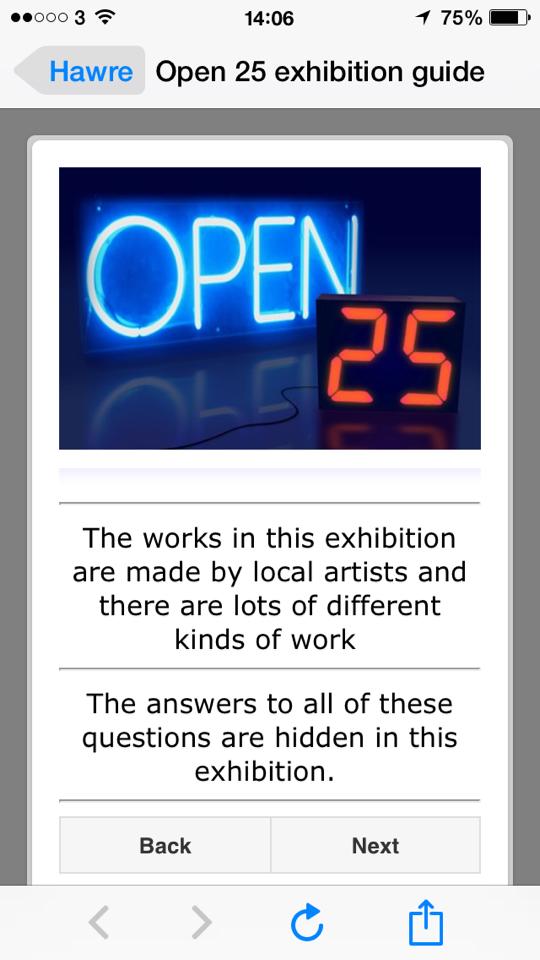 3 14:06 75%
Hawre Open 25 exhibition guide
OPEN
25
The works in this exhibition
are made by local artists and
there are lots of different
kinds of work
The answers to all of these
questions are hidden in this
exhibition.
Back Next